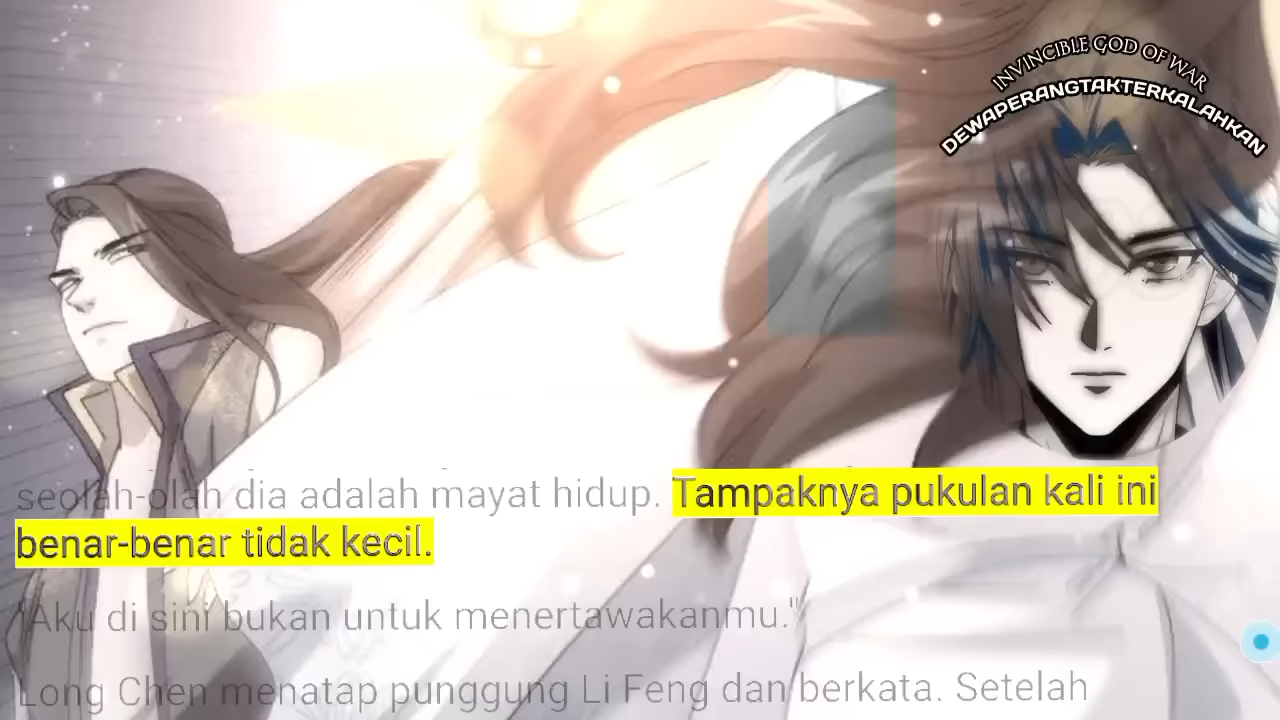 INVINCIBLE GOD OF WAR
DEWAPERANGTAKTERKALAHKAN
seolah-olah dia adalah mayat hidup. Tampaknya pukulan kali ini
benar-benar tidak kecil.
"Aku di sini bukan untuk menertawakanmu."
Long Chen menatap punggung Li Feng dan berkata. Setelah